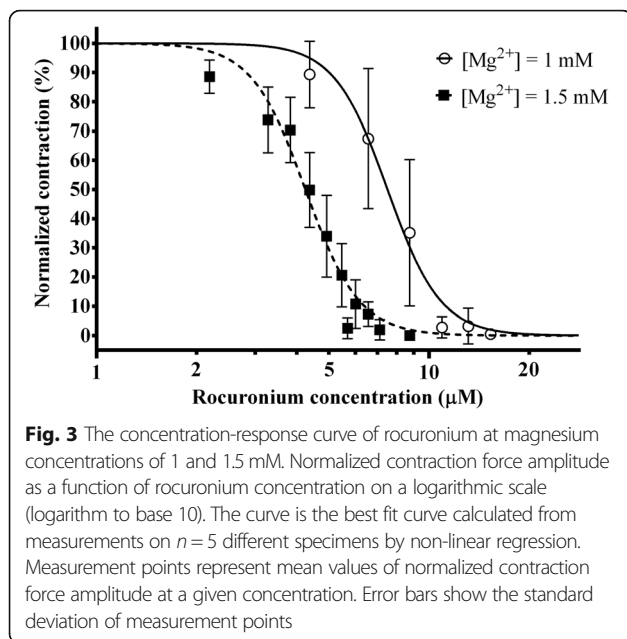 100
90
80
70
60
50
40
30
20
10
0
Normalized contraction (%)
[Mg2+] = 1 mM
[Mg2+] = 1.5 mM
1 2 5 10 20
Rocuronium concentration (μM)
Fig. 3 The concentration-response curve of rocuronium at magnesium
concentrations of 1 and 1.5 mM. Normalized contraction force amplitude
as a function of rocuronium concentration on a logarithmic scale
(logarithm to base 10). The curve is the best fit curve calculated from
measurements on n = 5 different specimens by non-linear regression.
Measurement points represent mean values of normalized contraction
force amplitude at a given concentration. Error bars show the standard
deviation of measurement points